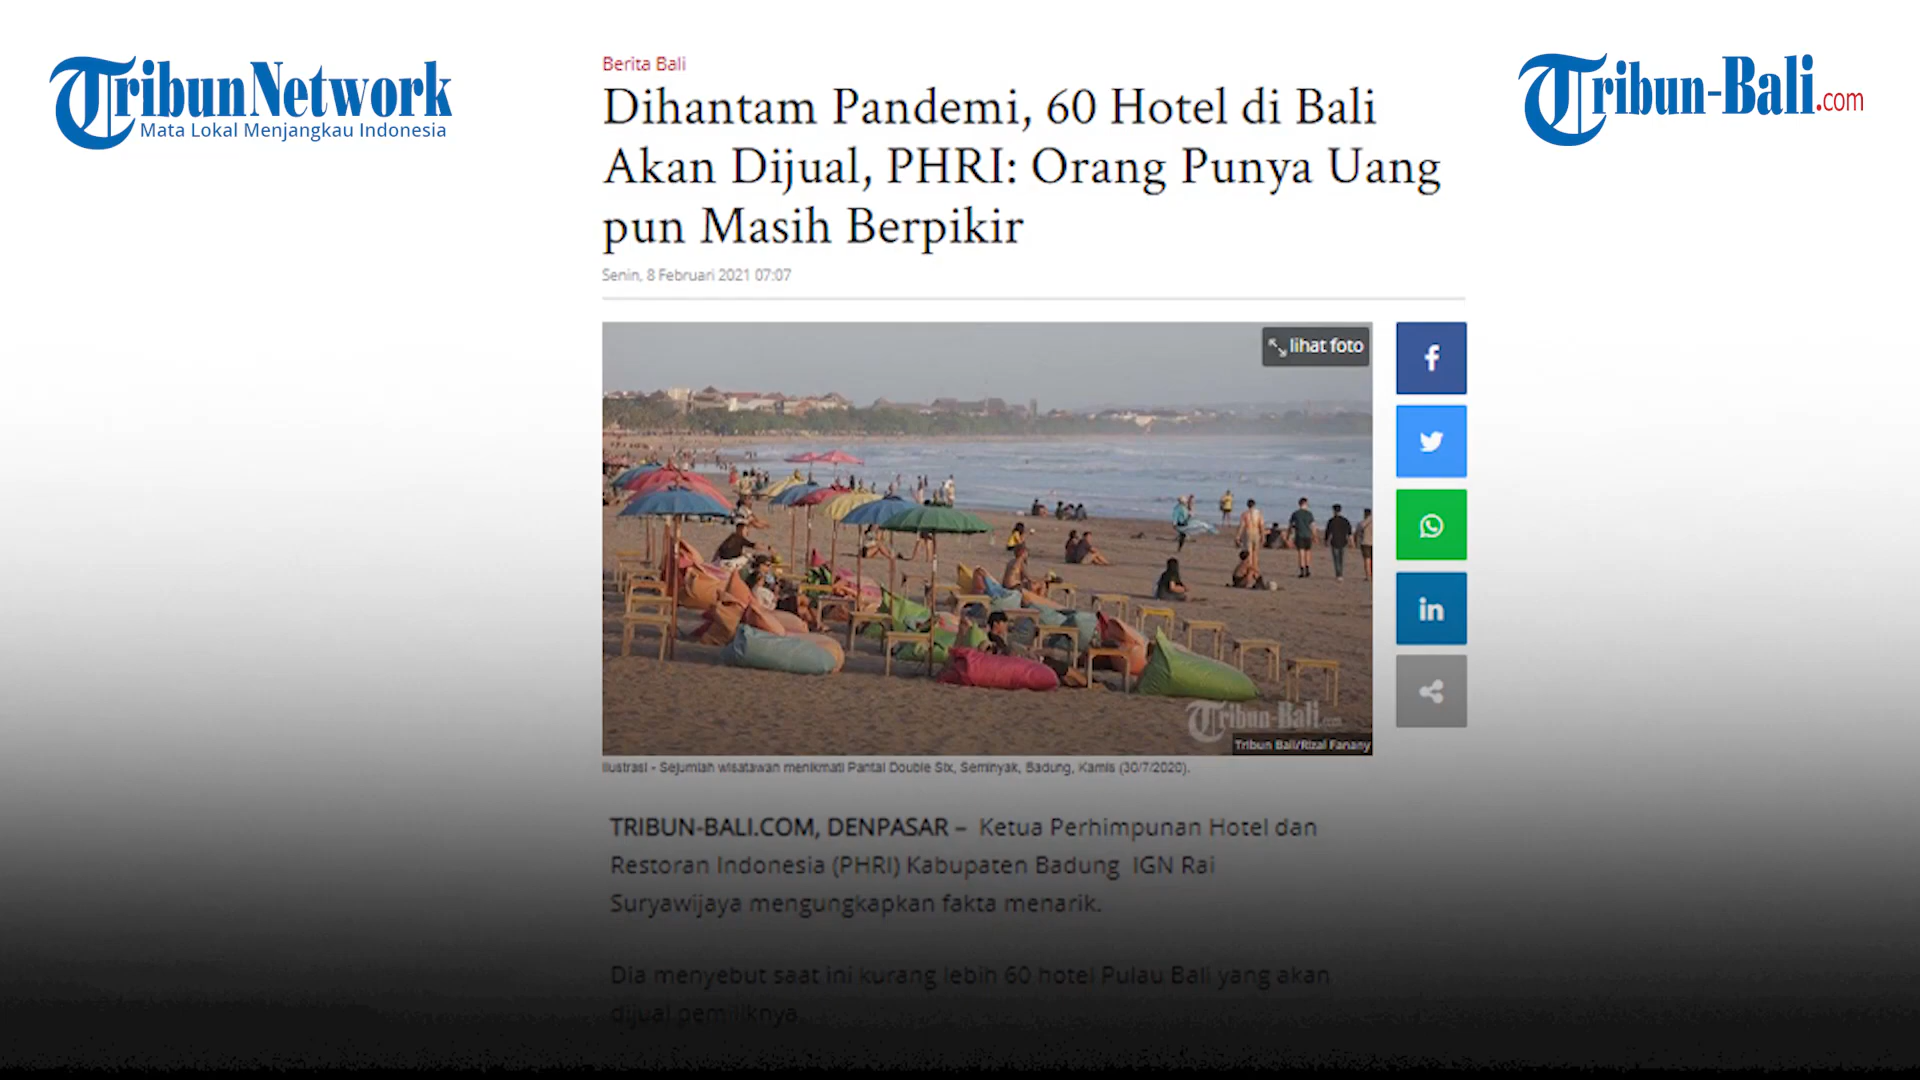 TribunNetwork
Mata Lokal Menjangkau Indonesia
Tribun-Bali.com
Berita Bali
Dihantam Pandemi, 60 Hotel di Bali
Akan Dijual, PHRI: Orang Punya Uang
pun Masih Berpikir
Senin, 8 Februari 2021 07:07
lihat foto
Tribun-Bali.com
Tribun Bali/Rizal Fanany
Ilustrasi - Sejumlah wisatawan menikmati Pantai Double Six, Seminyak, Badung, Kamis (30/7/2020).
TRIBUN-BALI.COM, DENPASAR – Ketua Perhimpunan Hotel dan
Restoran Indonesia (PHRI) Kabupaten Badung IGN Rai
Suryawijaya mengungkapkan fakta menarik.
Dia menyebut saat ini kurang lebih 60 hotel Pulau Bali yang akan
dijual pemiliknya.